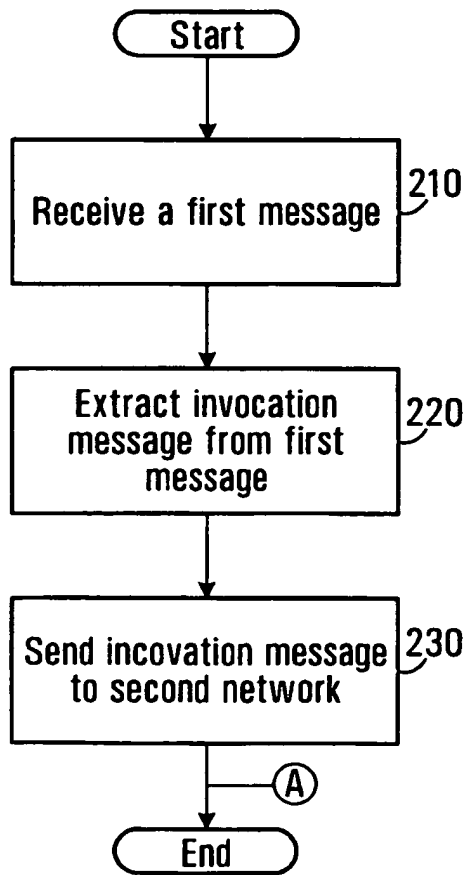 Start
Receive a first message
210
Extract invocation
message from first
message
220
Send incovation message
to second network
230
A
End